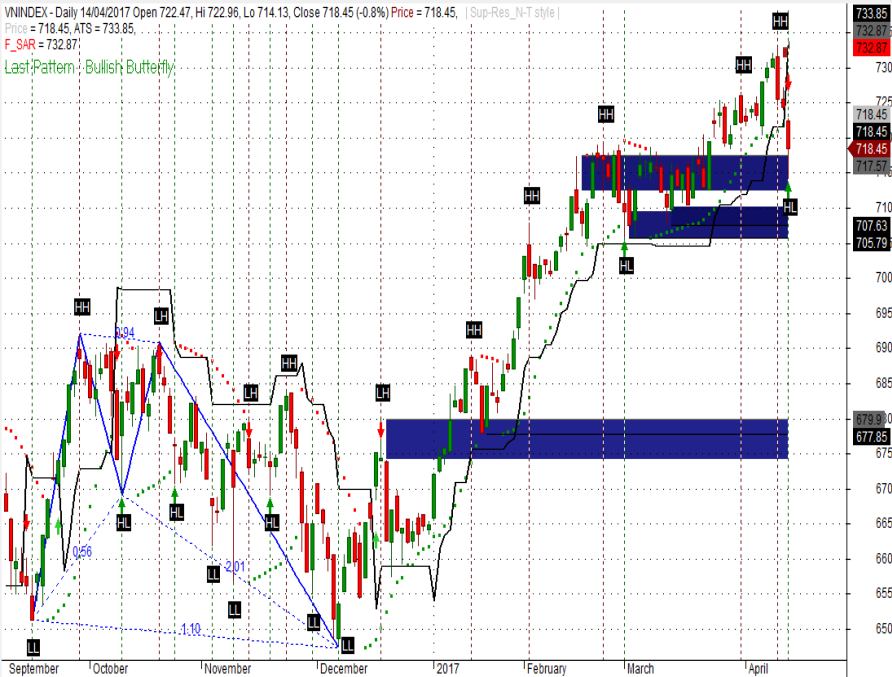 VNINDEX - Daily 14/04/2017 Open 722.47, Hi 722.96, Lo 714.13, Close 718.45 (-0.8%) Price = 718.45, | Sup-Res_N-T style |
Price = 718.45, ATS = 733.85,
F_SAR = 732.87
Last Pattern : Bullish Butterfly
733.85
732.87
732.87
730
725
718.45
718.45
718.45
717.57
715
710
707.63
705.79
700
695
690
685
679.9
677.85
675
670
665
660
655
650
HH
HH
HH
HH
HH
HL
HL
HH
LH
0.94
HH
HH
LH
LH
HL
HL
HL
0.56
2.01
LL
LL
1.10
LL
LL
LL
September
October
November
December
2017
February
March
April